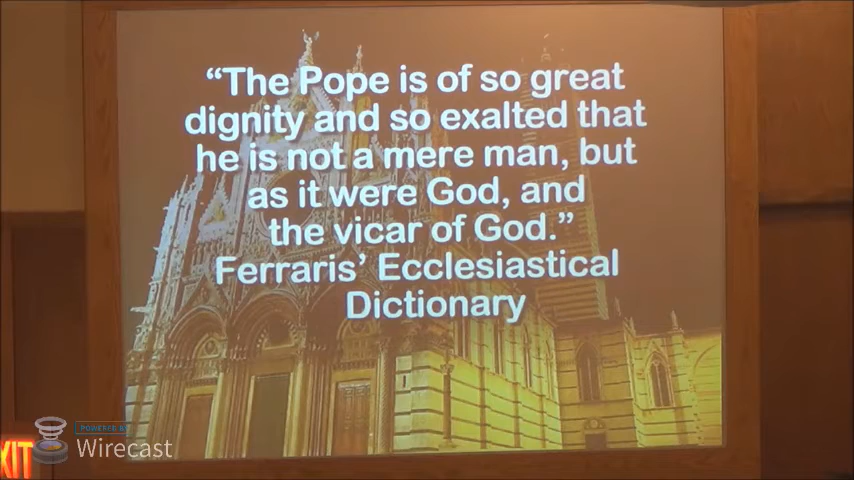 “The Pope is of so great
dignity and so exalted that
he is not a mere man, but
as it were God, and
the vicar of God.”
Ferraris’ Ecclesiastical
Dictionary
XIT
POWERED BY
Wirecast